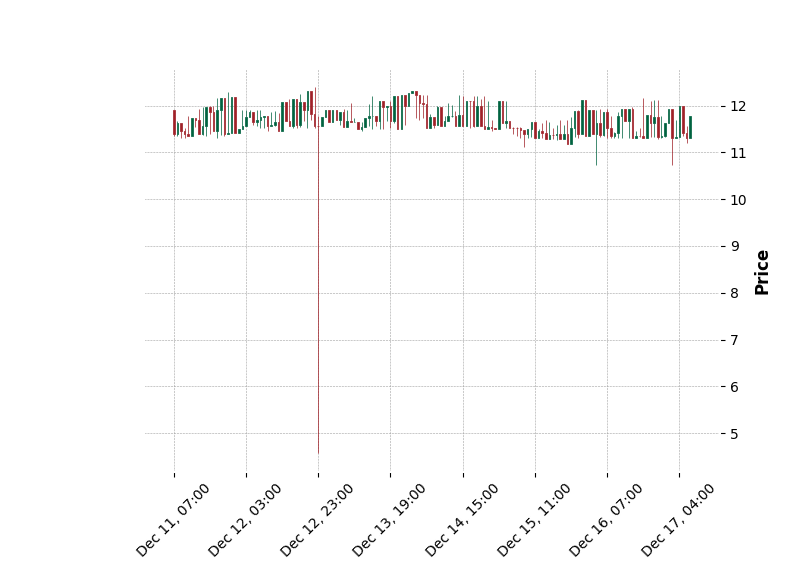 12
11
10
9
8
7
6
5
Price
Dec 11, 07:00
Dec 12, 03:00
Dec 12, 23:00
Dec 13, 19:00
Dec 14, 15:00
Dec 15, 11:00
Dec 16, 07:00
Dec 17, 04:00